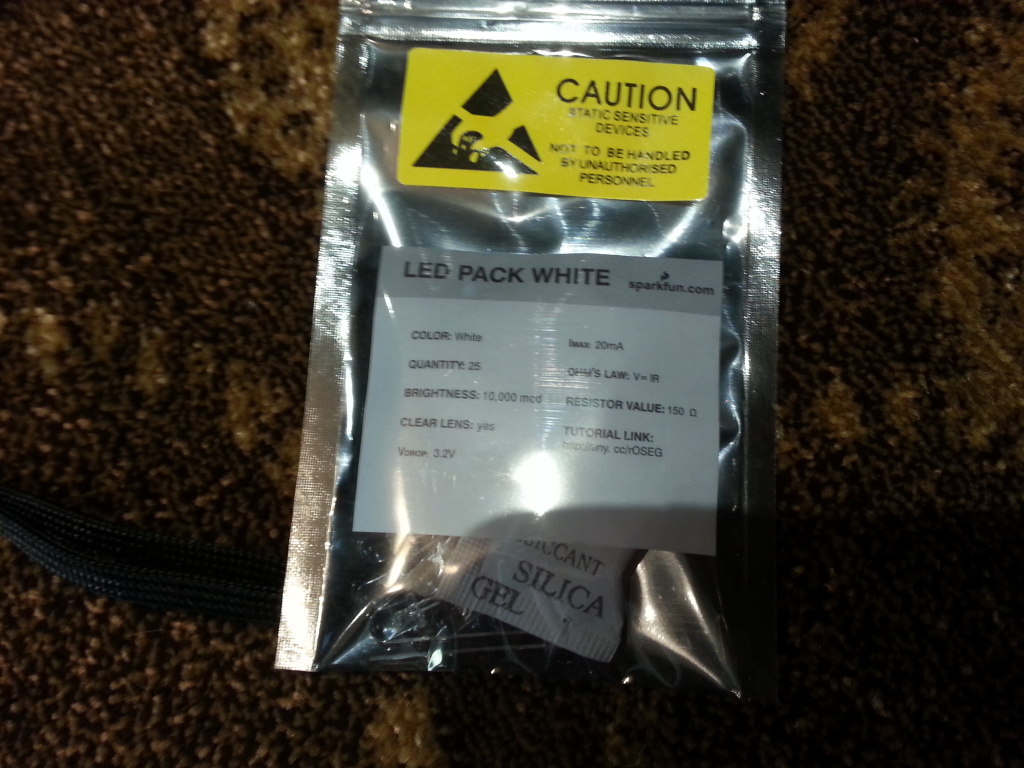 CAUTION
STATIC SENSITIVE
DEVICES
NOT TO BE HANDLED
BY UNAUTHORISED
PERSONNEL
LED PACK WHITE
sparkfun.com
COLOR: White
IMAX: 20mA
QUANTITY: 25
OHM'S LAW: V= IR
BRIGHTNESS: 10,000 mcd
RESISTOR VALUE: 150 Ω
CLEAR LENS: yes
TUTORIAL LINK:
VDROP: 3.2V
SILICA
GEL